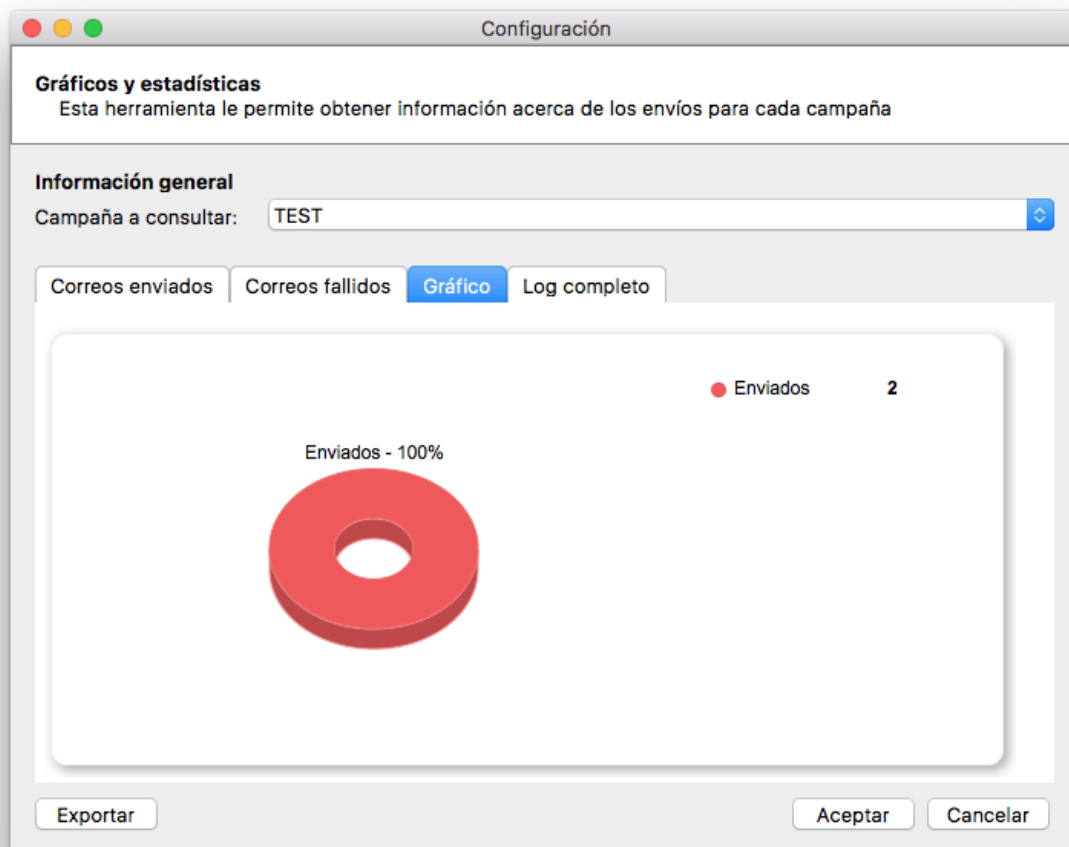 Configuración
Gráficos y estadísticas
Esta herramienta le permite obtener información acerca de los envíos para cada campaña
Información general
Campaña a consultar: TEST
Correos enviados Correos fallidos Gráfico Log completo
Enviados 2
Enviados - 100%
Exportar Aceptar Cancelar